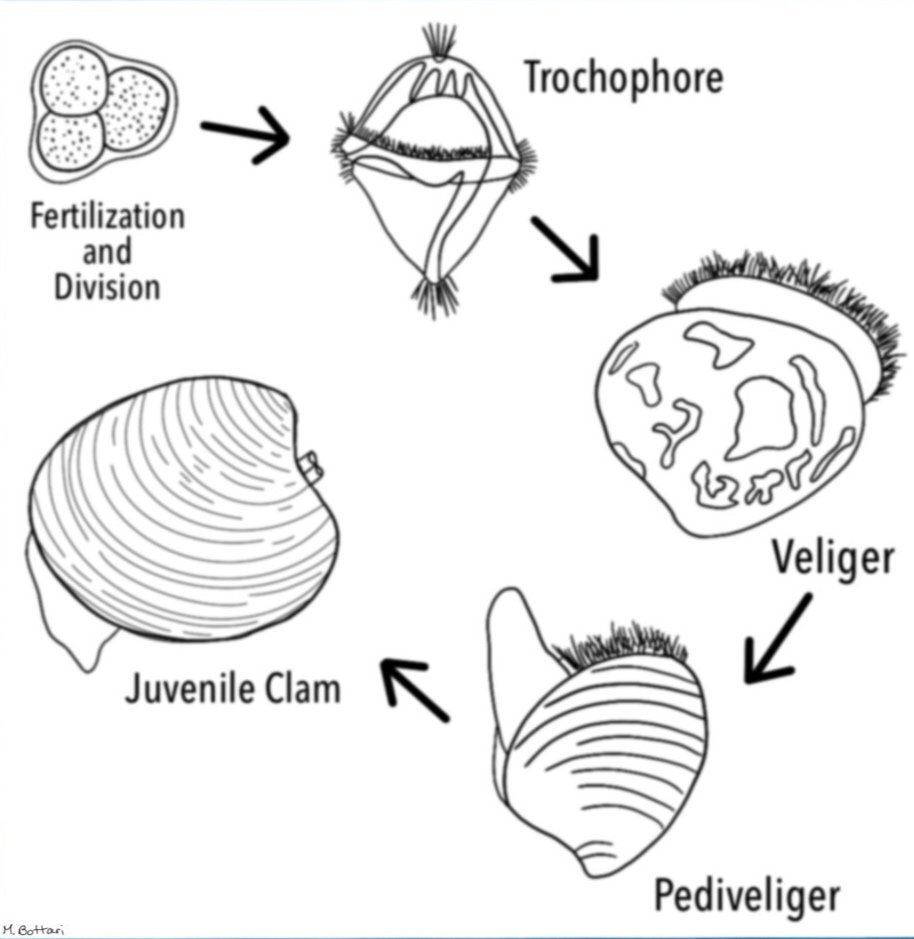 Trochophore
Fertilization
and
Division
Veliger
Juvenile Clam
Pediveliger
M. Bottari